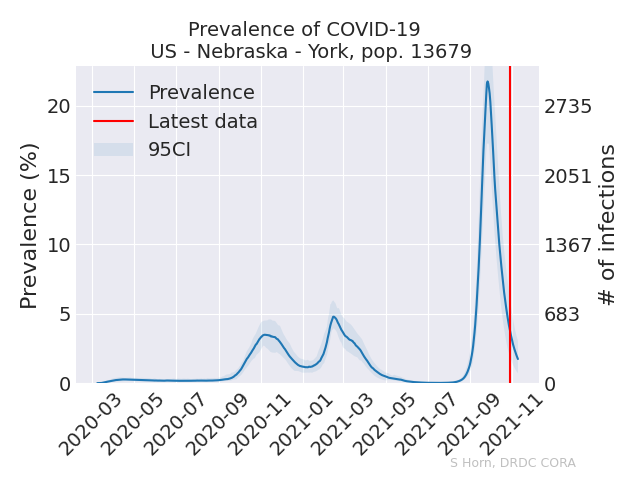 Prevalence of COVID-19
US - Nebraska - York, pop. 13679
Prevalence
Latest data
95CI
Prevalence (%)
20
15
10
5
0
2735
2051
1367
683
0
# of infections
2020-03
2020-05
2020-07
2020-09
2020-11
2021-01
2021-03
2021-05
2021-07
2021-09
2021-11
S Horn, DRDC CORA